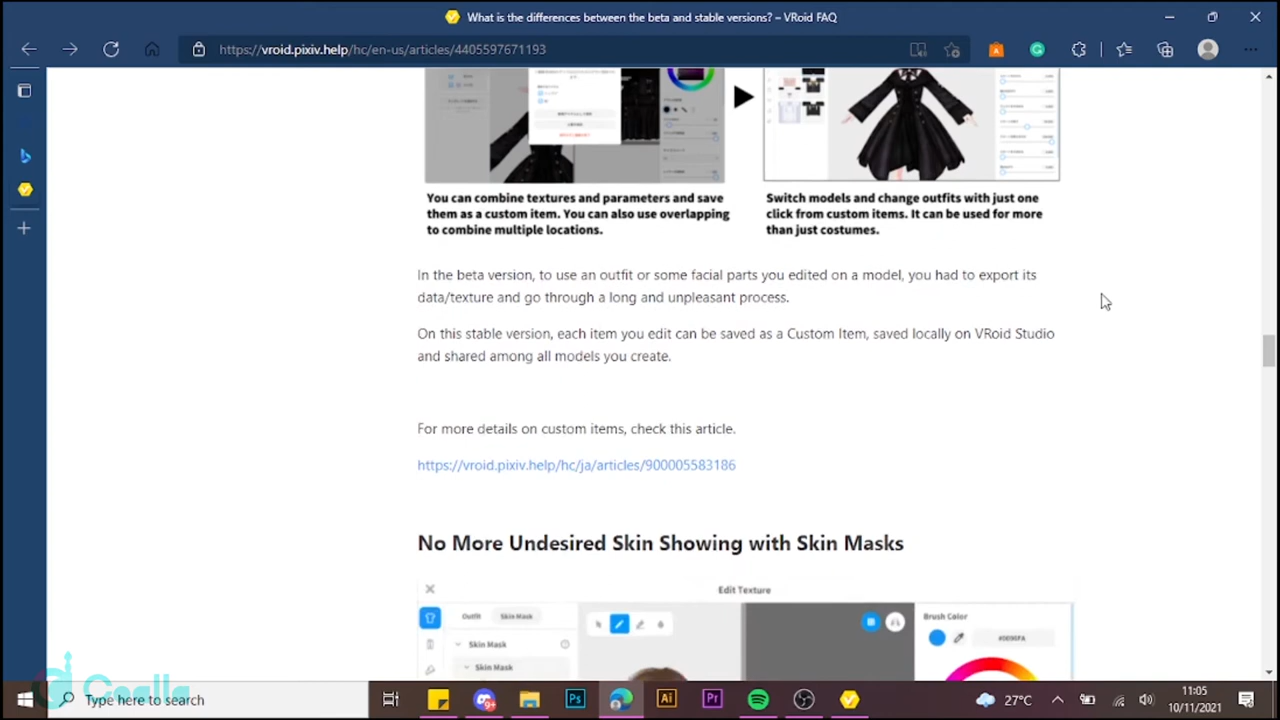 What is the differences between the beta and stable versions? – VRoid FAQ
https://vroid.pixiv.help/hc/en-us/articles/4405597671193
You can combine textures and parameters and save
them as a custom item. You can also use overlapping
to combine multiple locations.
Switch models and change outfits with just one
click from custom items. It can be used for more
than just costumes.
In the beta version, to use an outfit or some facial parts you edited on a model, you had to export its
data/texture and go through a long and unpleasant process.
On this stable version, each item you edit can be saved as a Custom Item, saved locally on VRoid Studio
and shared among all models you create.
For more details on custom items, check this article.
https://vroid.pixiv.help/hc/ja/articles/900005583186
No More Undesired Skin Showing with Skin Masks
Edit Texture
Outfit Skin Mask
Brush Color
Skin Mask
#0090FA
Skin Mask
Type here to search
Ps
Ai
Pr
27°C
11:05
10/11/2021